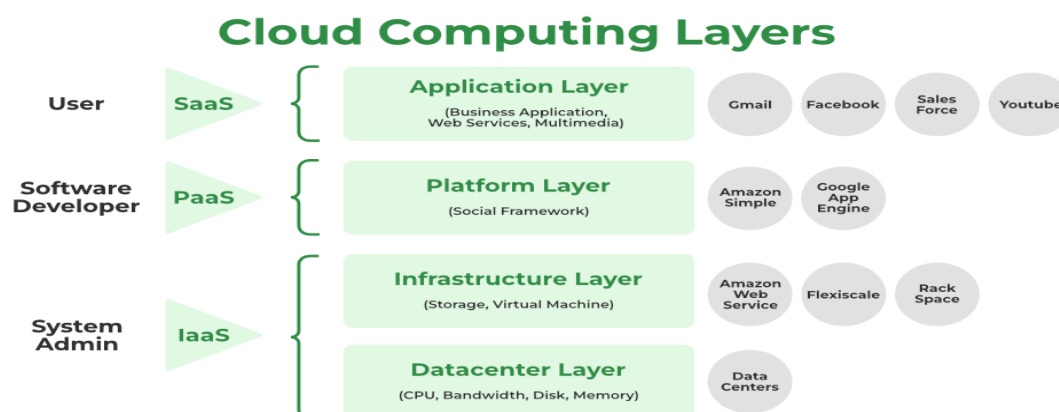 Cloud Computing Layers
User
SaaS
Application Layer
(Business Application,
Web Services, Multimedia)
Gmail
Facebook
Sales
Force
Youtube
Software
Developer
PaaS
Platform Layer
(Social Framework)
Amazon
Simple
Google
App
Engine
System
Admin
IaaS
Infrastructure Layer
(Storage, Virtual Machine)
Amazon
Web
Service
Flexiscale
Rack
Space
Datacenter Layer
(CPU, Bandwidth, Disk, Memory)
Data
Centers